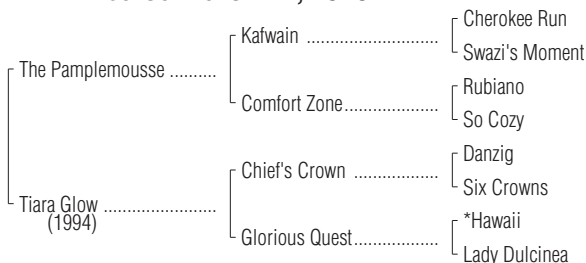 Cherokee Run
Kafwain ........................
Swazi's Moment
The Pamplemousse ..........
Rubiano
Comfort Zone.................
So Cozy
Danzig
Chief's Crown .................
Six Crowns
Tiara Glow .......................
(1994)
*Hawaii
Glorious Quest.................
Lady Dulcinea